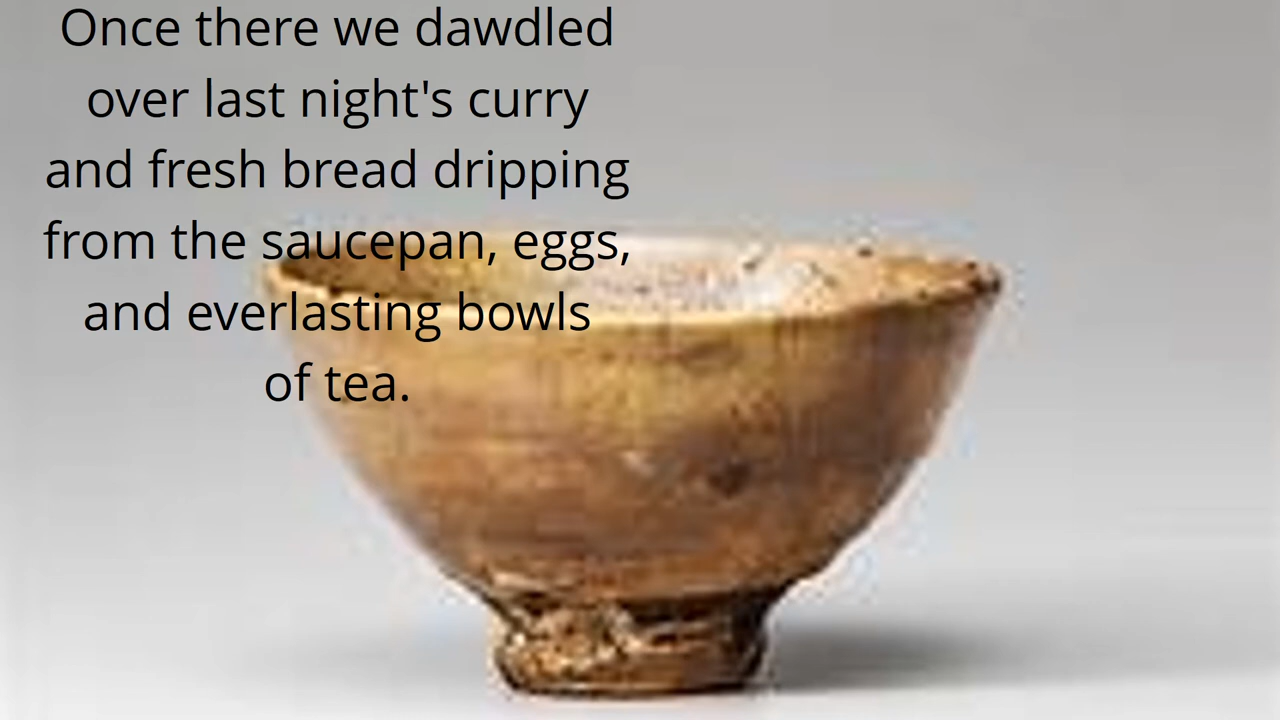 Once there we dawdled
over last night's curry
and fresh bread dripping
from the saucepan, eggs,
and everlasting bowls
of tea.